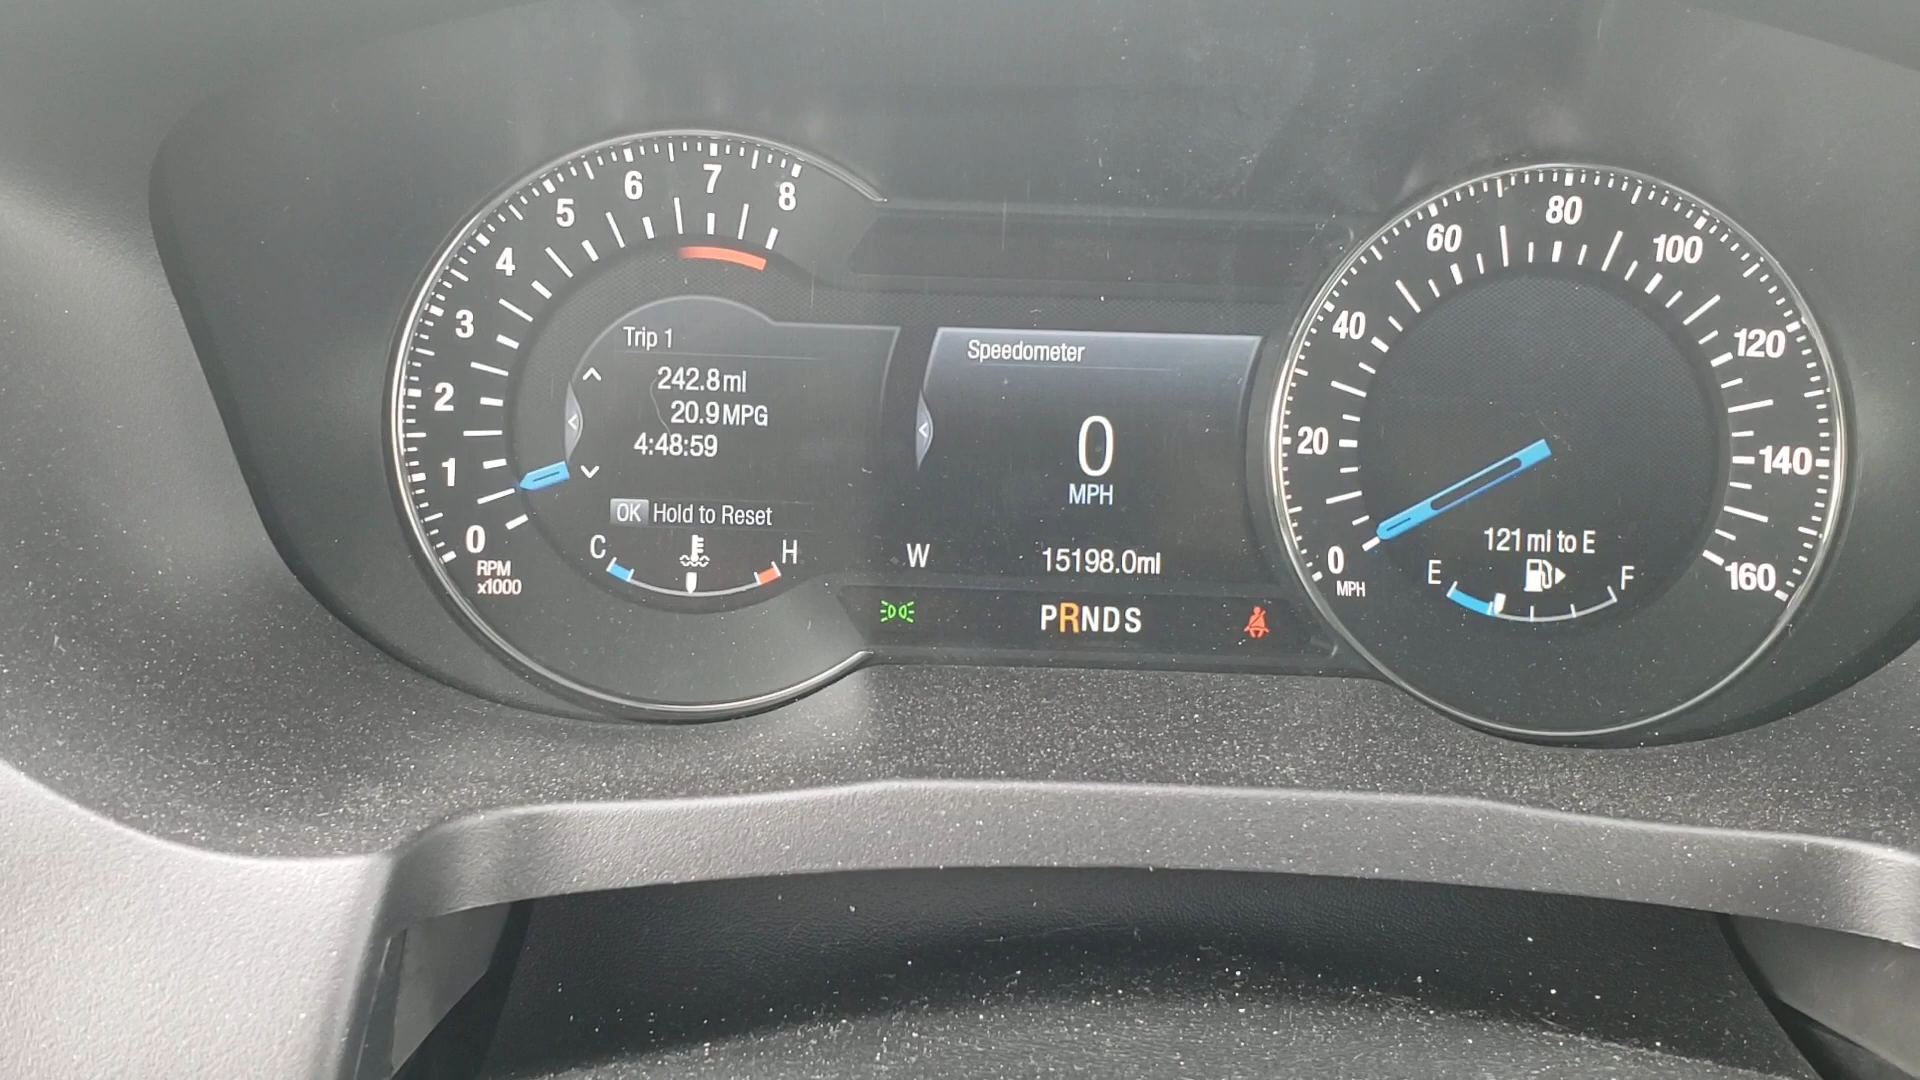 0
1
2
3
4
5
6
7
8
RPM
x1000
Trip 1
242.8mi
20.9MPG
4:48:59
OK Hold to Reset
C H
Speedometer
0
MPH
W 15198.0mi
PRNDS
0
20
40
60
80
100
120
140
160
MPH
121 mi to E
E F